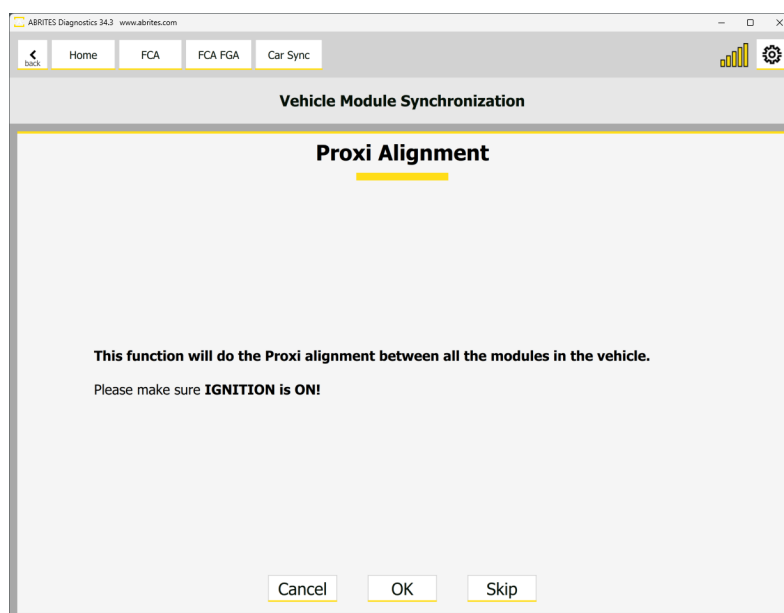 ABRITES Diagnostics 34.3 www.abrites.com
back
Home
FCA
FCA FGA
Car Sync
Vehicle Module Synchronization
Proxi Alignment
This function will do the Proxi alignment between all the modules in the vehicle.
Please make sure IGNITION is ON!
Cancel
OK
Skip